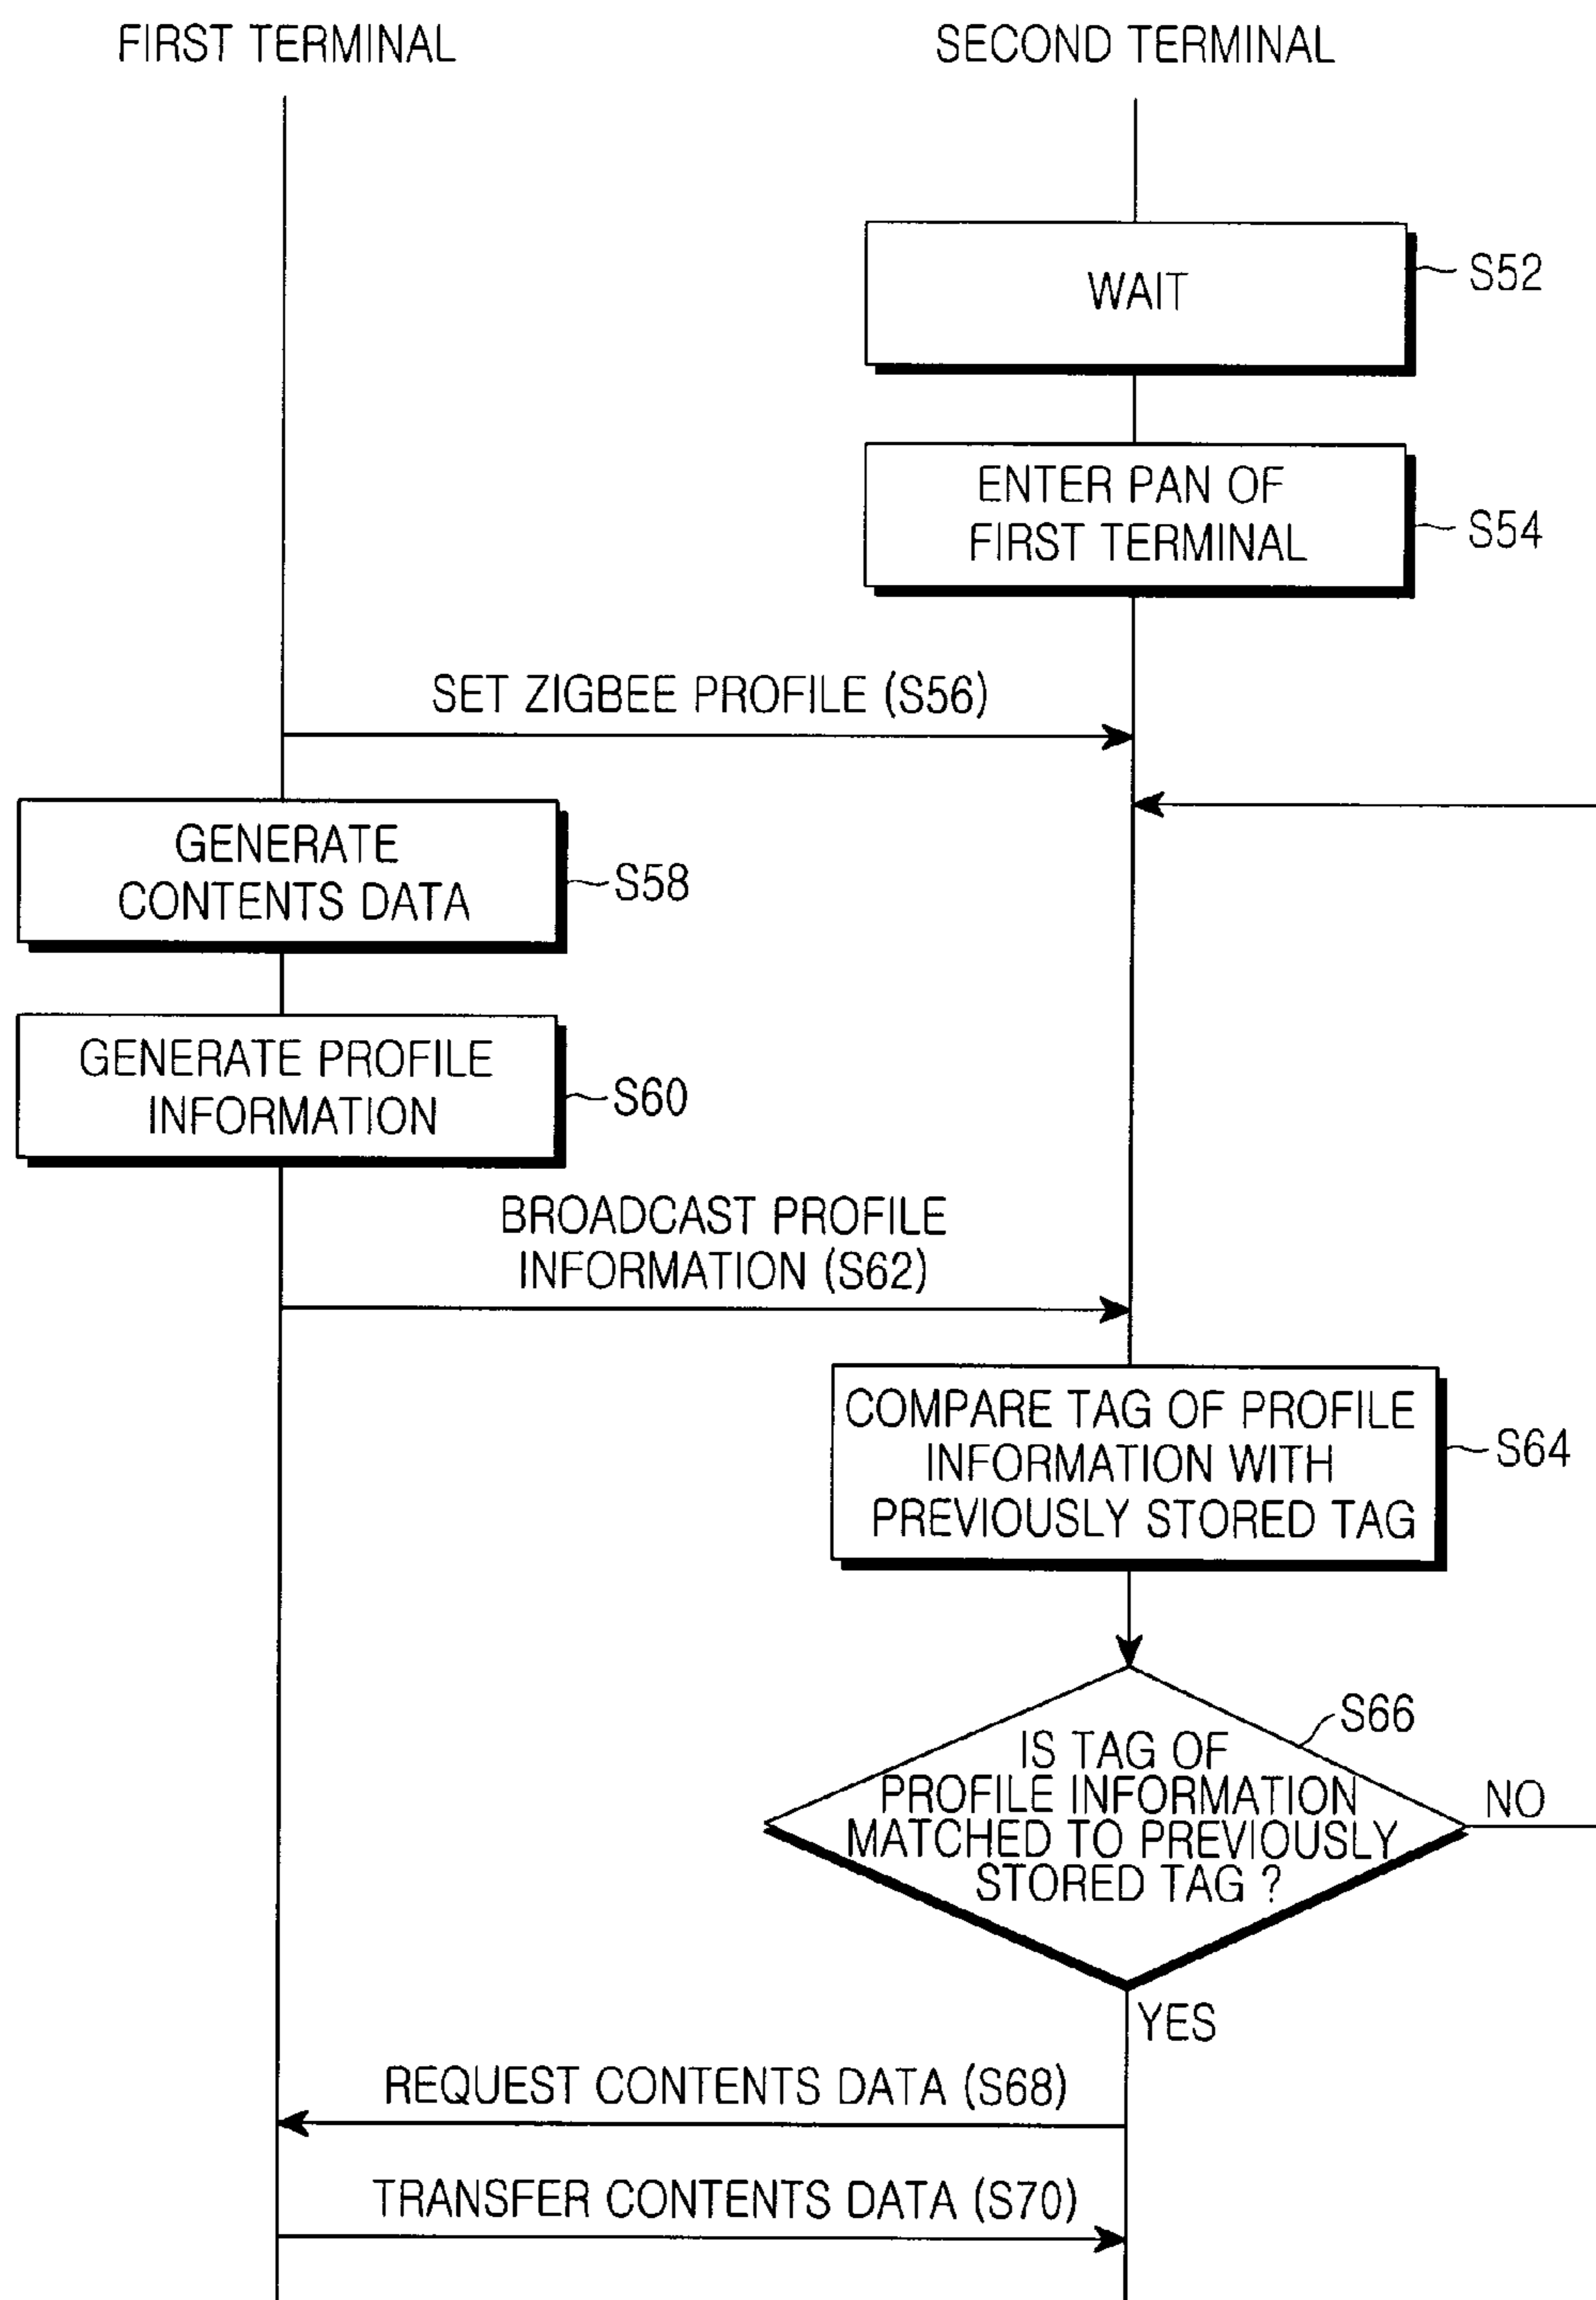 FIRST TERMINAL
SECOND TERMINAL
WAIT
S52
ENTER PAN OF
FIRST TERMINAL
S54
SET ZIGBEE PROFILE (S56)
GENERATE
CONTENTS DATA
S58
GENERATE PROFILE
INFORMATION
S60
BROADCAST PROFILE
INFORMATION (S62)
COMPARE TAG OF PROFILE
INFORMATION WITH
PREVIOUSLY STORED TAG
S64
S66
IS TAG OF
PROFILE INFORMATION
MATCHED TO PREVIOUSLY
STORED TAG ?
NO
YES
REQUEST CONTENTS DATA (S68)
TRANSFER CONTENTS DATA (S70)